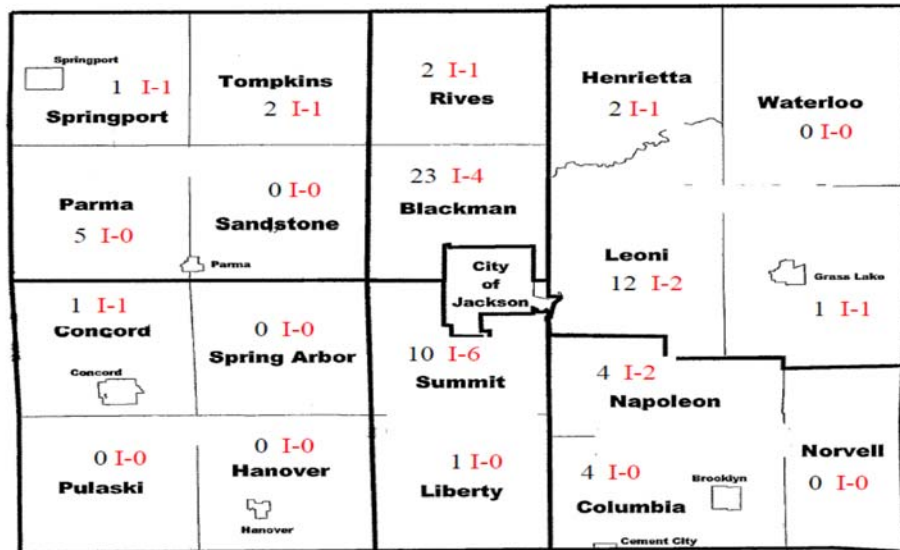 Springport
1 I-1
Springport
Tompkins
2 I-1
2 I-1
Rives
Henrietta
2 I-1
Waterloo
0 I-0
Parma
5 I-0
0 I-0
Sandstone
Parma
23 I-4
Blackman
City
of
Jackson
Leoni
12 I-2
Grass Lake
1 I-1
1 I-1
Concord
Concord
0 I-0
Spring Arbor
10 I-6
Summit
4 I-2
Napoleon
0 I-0
Pulaski
0 I-0
Hanover
Hanover
1 I-0
Liberty
4 I-0
Columbia
Brooklyn
Cement City
Norvell
0 I-0